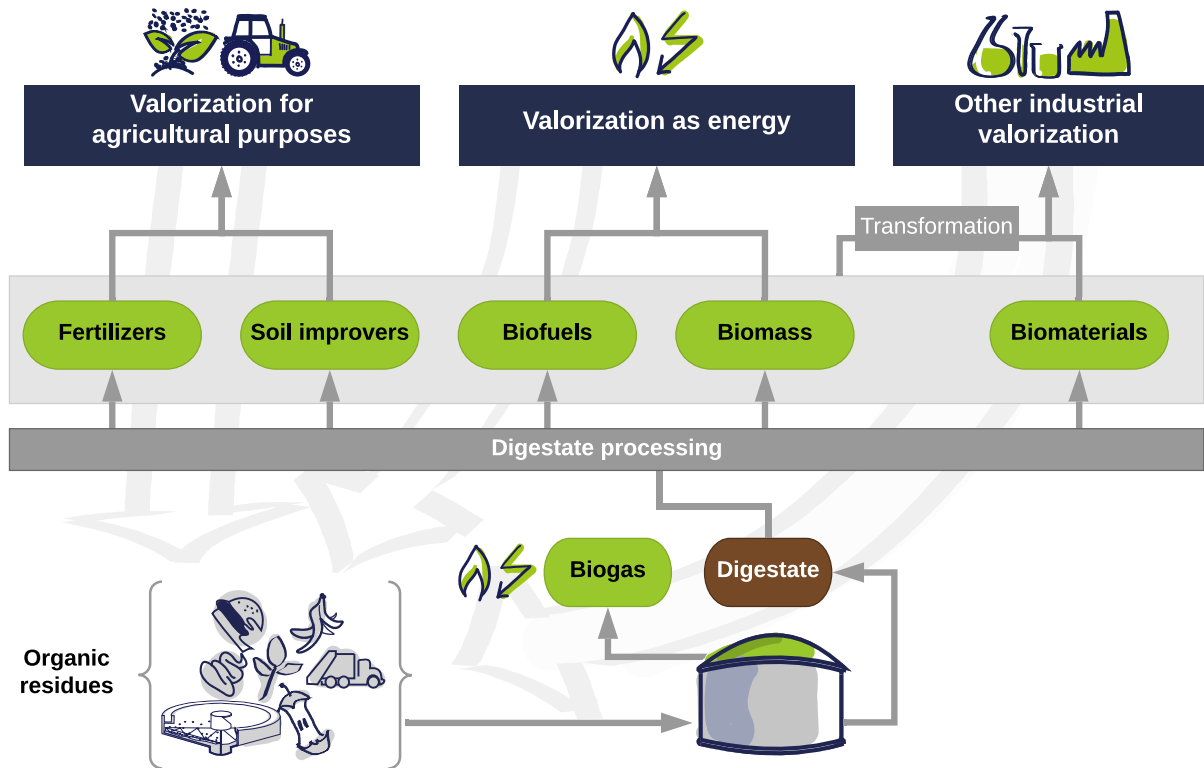 Valorization for
agricultural purposes
Valorization as energy
Other industrial
valorization
Transformation
Fertilizers
Soil improvers
Biofuels
Biomass
Biomaterials
Digestate processing
Biogas
Digestate
Organic
residues